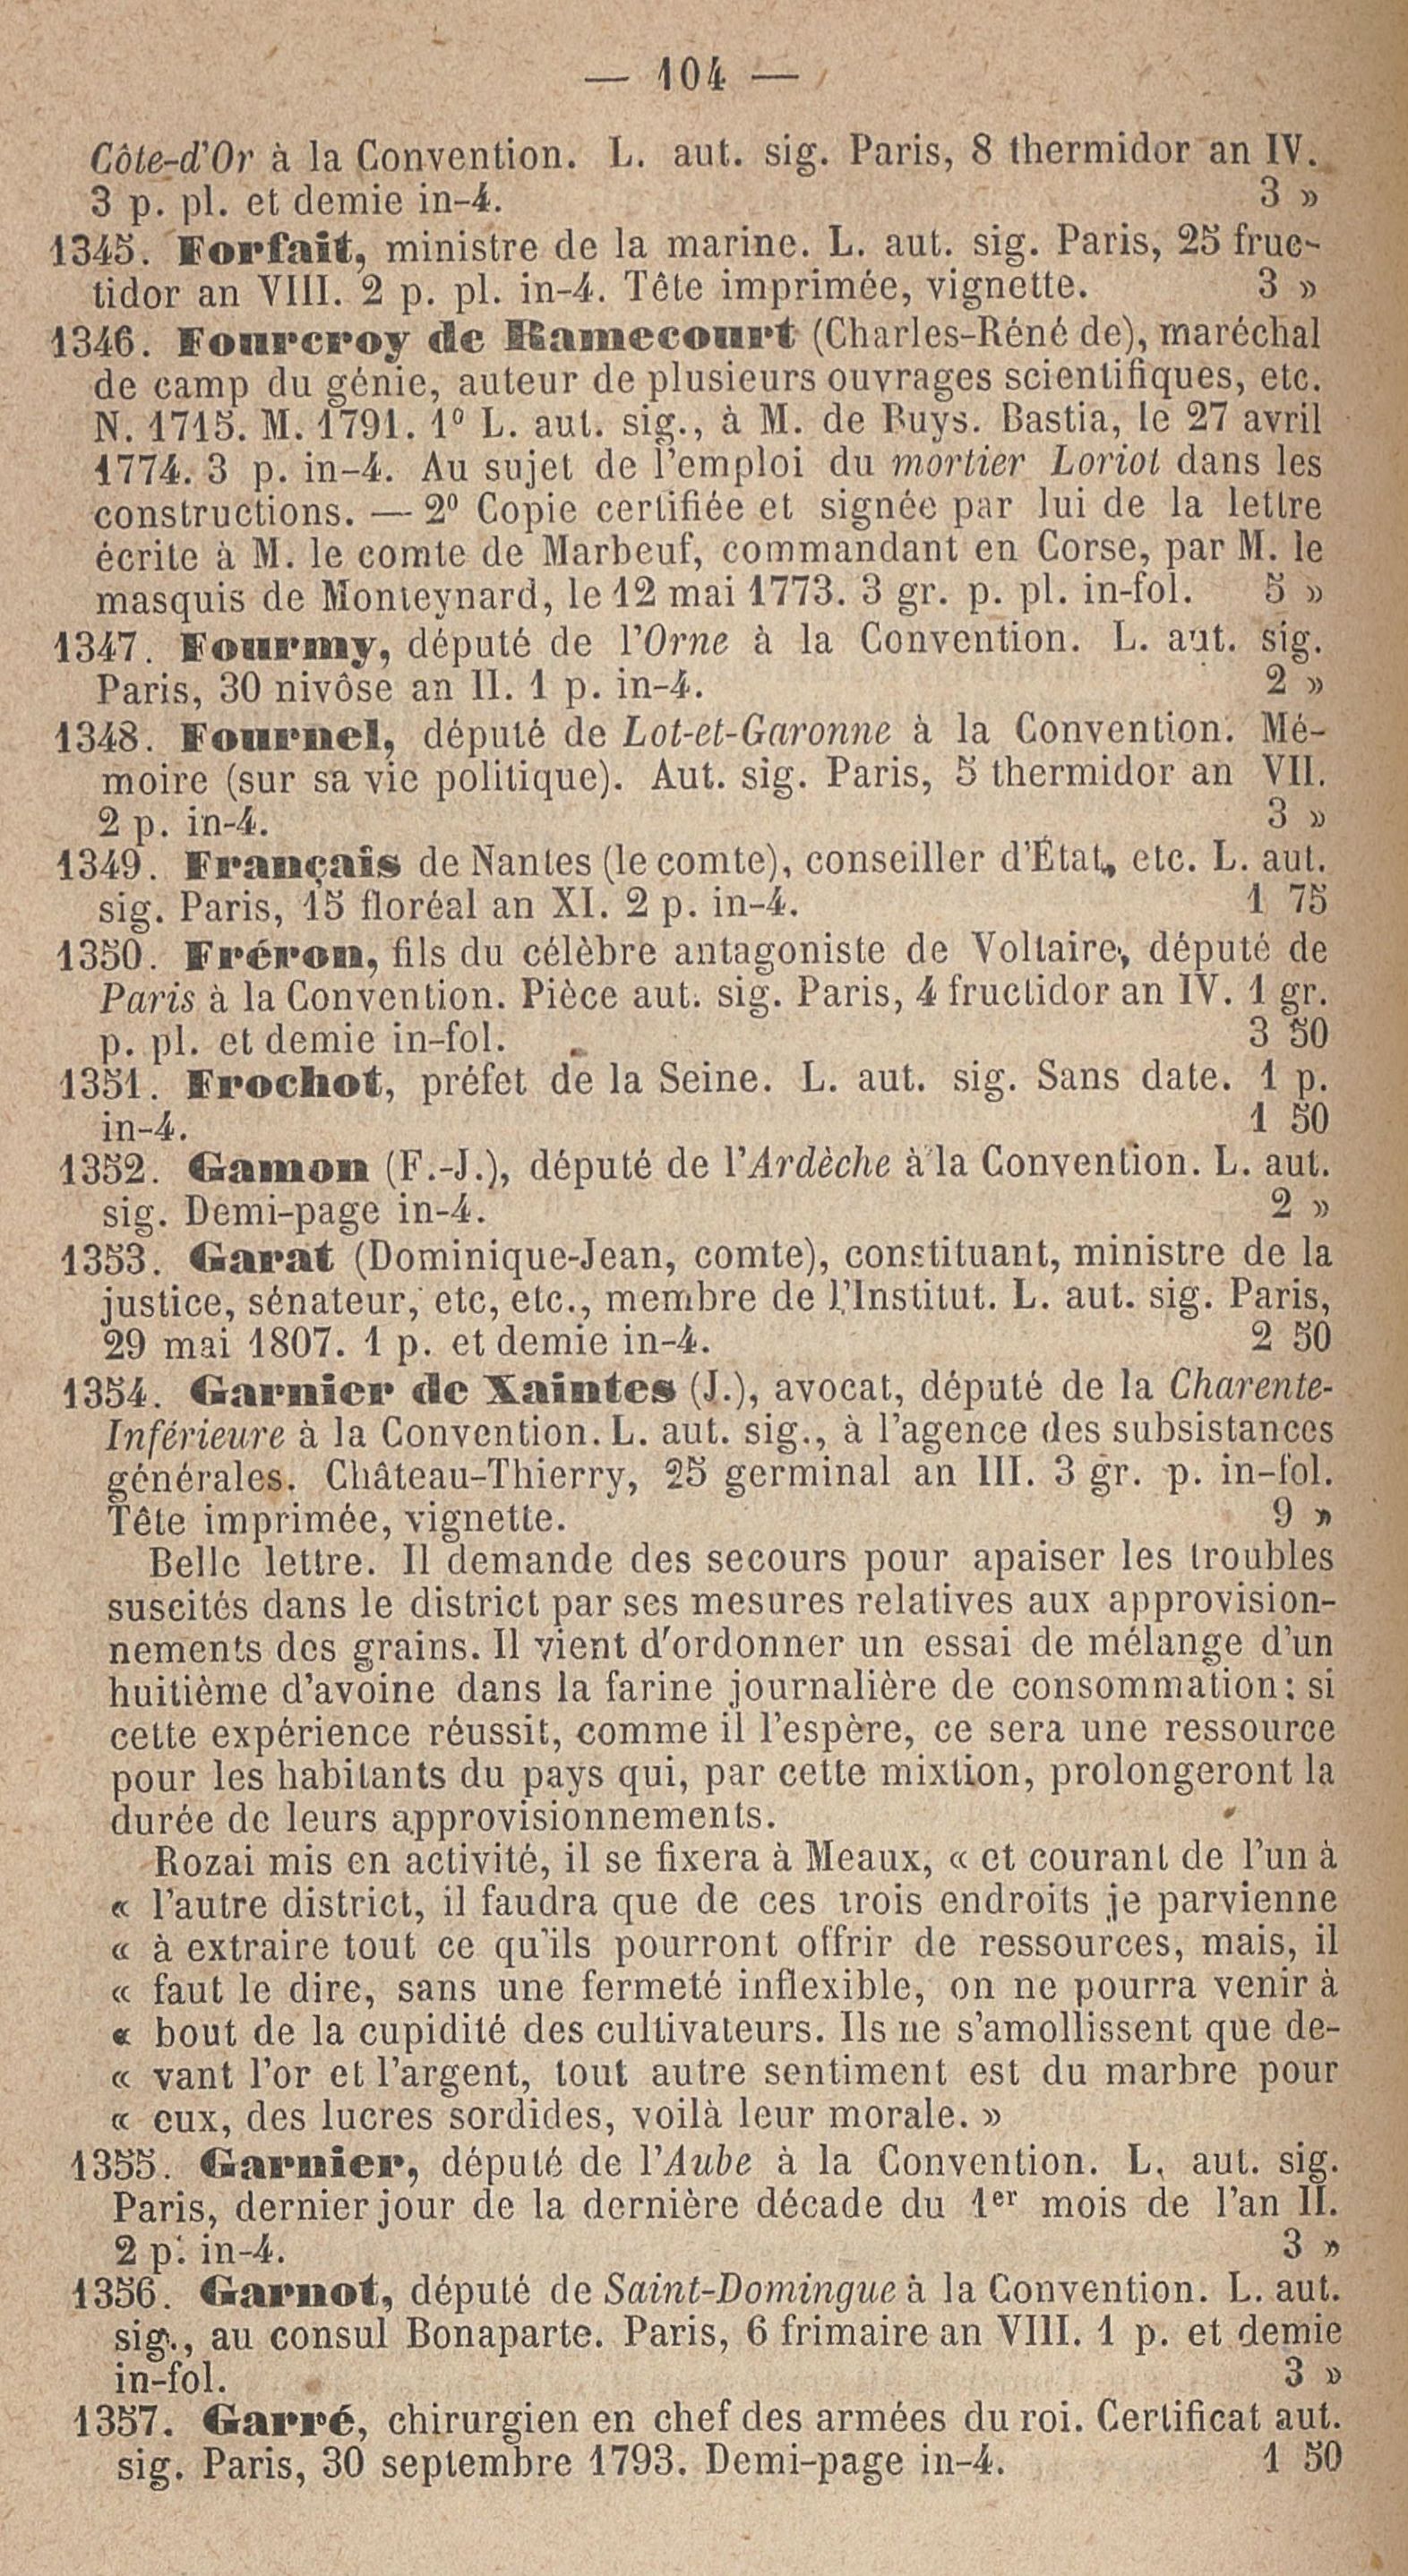 — 104 —
Côte-d'Or à la Convention. L. aut. sig. Paris, 8 thermidor an IV.
3 p. pl. et demie in-4. 3 »
1345. Forfait, ministre de la marine. L. aut. sig. Paris, 25 fruc-
tidor an VIII. 2 p. pl. in-4. Tête imprimée, vignette. 3 »
1346. Fourcroy de Ramecourt (Charles-Réné de), maréchal
de camp du génie, auteur de plusieurs ouvrages scientifiques, etc.
N. 1715. M. 1791. 1º L. aut. sig., à M. de Buys. Bastia, le 27 avril
1774. 3 p. in-4. Au sujet de l'emploi du mortier Loriot dans les
constructions. — 2º Copie certifiée et signée par lui de la lettre
écrite à M. le comte de Marbeuf, commandant en Corse, par M. le
masquis de Monteynard, le 12 mai 1773. 3 gr. p. pl. in-fol. 5 »
1347. Fourmy, député de l'Orne à la Convention. L. aut. sig.
Paris, 30 nivôse an II. 1 p. in-4. 2 »
1348. Fournel, député de Lot-et-Garonne à la Convention. Mé-
moire (sur sa vie politique). Aut. sig. Paris, 5 thermidor an VII.
2 p. in-4. 3 »
1349. Français de Nantes (le comte), conseiller d'État, etc. L. aut.
sig. Paris, 15 floréal an XI. 2 p. in-4. 1 75
1350. Fréron, fils du célèbre antagoniste de Voltaire, député de
Paris à la Convention. Pièce aut. sig. Paris, 4 fructidor an IV. 1 gr.
p. pl. et demie in-fol. 3 50
1351. Frochot, préfet de la Seine. L. aut. sig. Sans date. 1 p.
in-4. 1 50
1352. Gamon (F.-J.), député de l'Ardèche à la Convention. L. aut.
sig. Demi-page in-4. 2 »
1353. Garat (Dominique-Jean, comte), constituant, ministre de la
justice, sénateur, etc, etc., membre de l'Institut. L. aut. sig. Paris,
29 mai 1807. 1 p. et demie in-4. 2 50
1354. Garnier de Xaintes (J.), avocat, député de la Charente-
Inférieure à la Convention. L. aut. sig., à l'agence des subsistances
générales. Château-Thierry, 25 germinal an III. 3 gr. p. in-fol.
Tête imprimée, vignette. 9 »
Belle lettre. Il demande des secours pour apaiser les troubles
suscités dans le district par ses mesures relatives aux approvision-
nements des grains. Il vient d'ordonner un essai de mélange d'un
huitième d'avoine dans la farine journalière de consommation: si
cette expérience réussit, comme il l'espère, ce sera une ressource
pour les habitants du pays qui, par cette mixtion, prolongeront la
durée de leurs approvisionnements.
Rozai mis en activité, il se fixera à Meaux, « et courant de l'un à
« l'autre district, il faudra que de ces trois endroits je parvienne
« à extraire tout ce qu'ils pourront offrir de ressources, mais, il
« faut le dire, sans une fermeté inflexible, on ne pourra venir à
« bout de la cupidité des cultivateurs. Ils ne s'amollissent que de-
« vant l'or et l'argent, tout autre sentiment est du marbre pour
« eux, des lucres sordides, voilà leur morale. »
1355. Garnier, député de l'Aube à la Convention. L. aut. sig.
Paris, dernier jour de la dernière décade du 1er mois de l'an II.
2 p. in-4. 3 »
1356. Garnot, député de Saint-Domingue à la Convention. L. aut.
sig., au consul Bonaparte. Paris, 6 frimaire an VIII. 1 p. et demie
in-fol. 3 »
1357. Garré, chirurgien en chef des armées du roi. Certificat aut.
sig. Paris, 30 septembre 1793. Demi-page in-4. 1 50